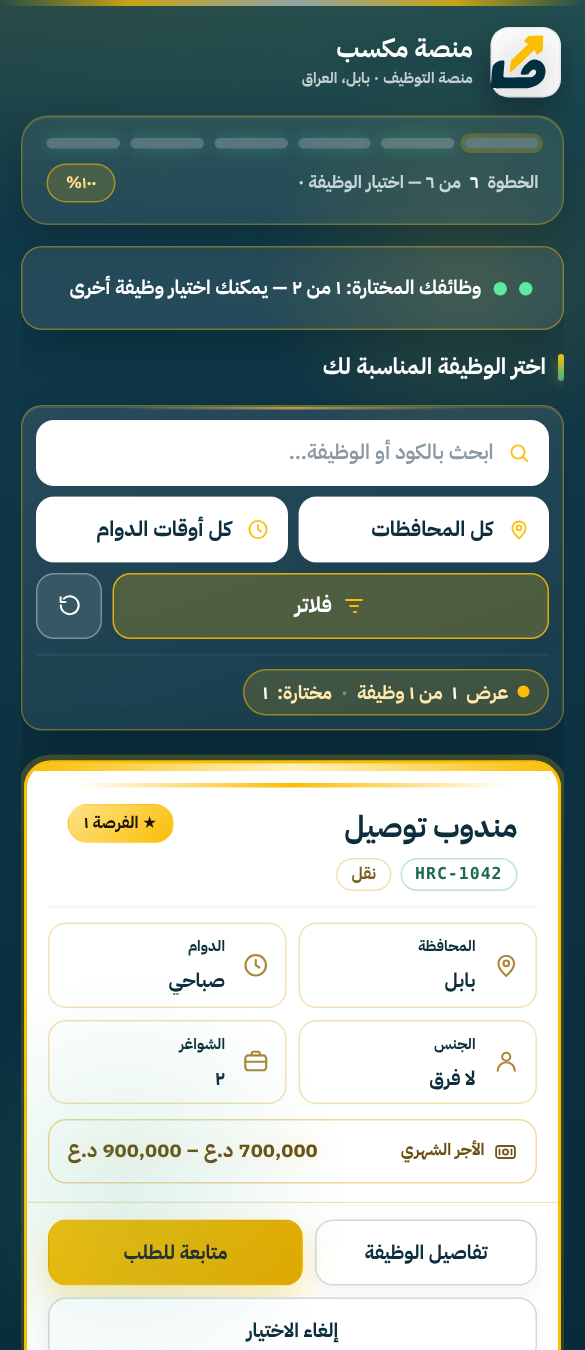 منصة مكسب
منصة التوظيف · بابل، العراق
الخطوة ٦ من ٦ — اختيار الوظيفة ·
١٠٠%
وظائفك المختارة: ١ من ٢ — يمكنك اختيار وظيفة أخرى
اختر الوظيفة المناسبة لك
ابحث بالكود أو الوظيفة...
كل المحافظات
كل أوقات الدوام
فلاتر
عرض ١ من ١ وظيفة · مختارة: ١
مندوب توصيل
★ الفرصة ١
HRC-1042
نقل
المحافظة
بابل
الدوام
صباحي
الجنس
لا فرق
الشواغر
٢
الأجر الشهري
700,000 د.ع – 900,000 د.ع
تفاصيل الوظيفة
متابعة للطلب
إلغاء الاختيار